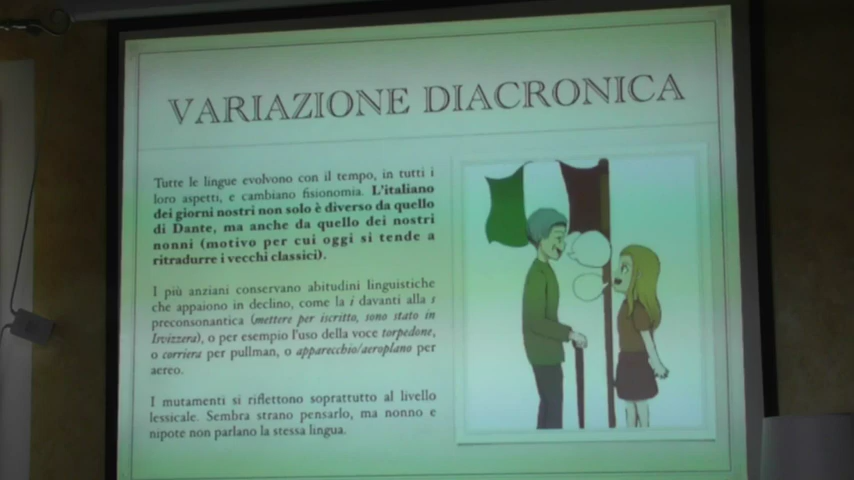 VARIAZIONE DIACRONICA
Tutte le lingue evolvono con il tempo, in tutti i
loro aspetti, e cambiano fisionomia. L'italiano
dei giorni nostri non solo è diverso da quello
di Dante, ma anche da quello dei nostri
nonni (motivo per cui oggi si tende a
ritradurre i vecchi classici).
I più anziani conservano abitudini linguistiche
che appaiono in declino, come la i davanti alla s
preconsonantica (mettere per iscritto, sono stato in
Isvizzera), o per esempio l'uso della voce torpedone,
o corriera per pullman, o apparecchio/aeroplano per
aereo.
I mutamenti si riflettono soprattutto al livello
lessicale. Sembra strano pensarlo, ma nonno e
nipote non parlano la stessa lingua.